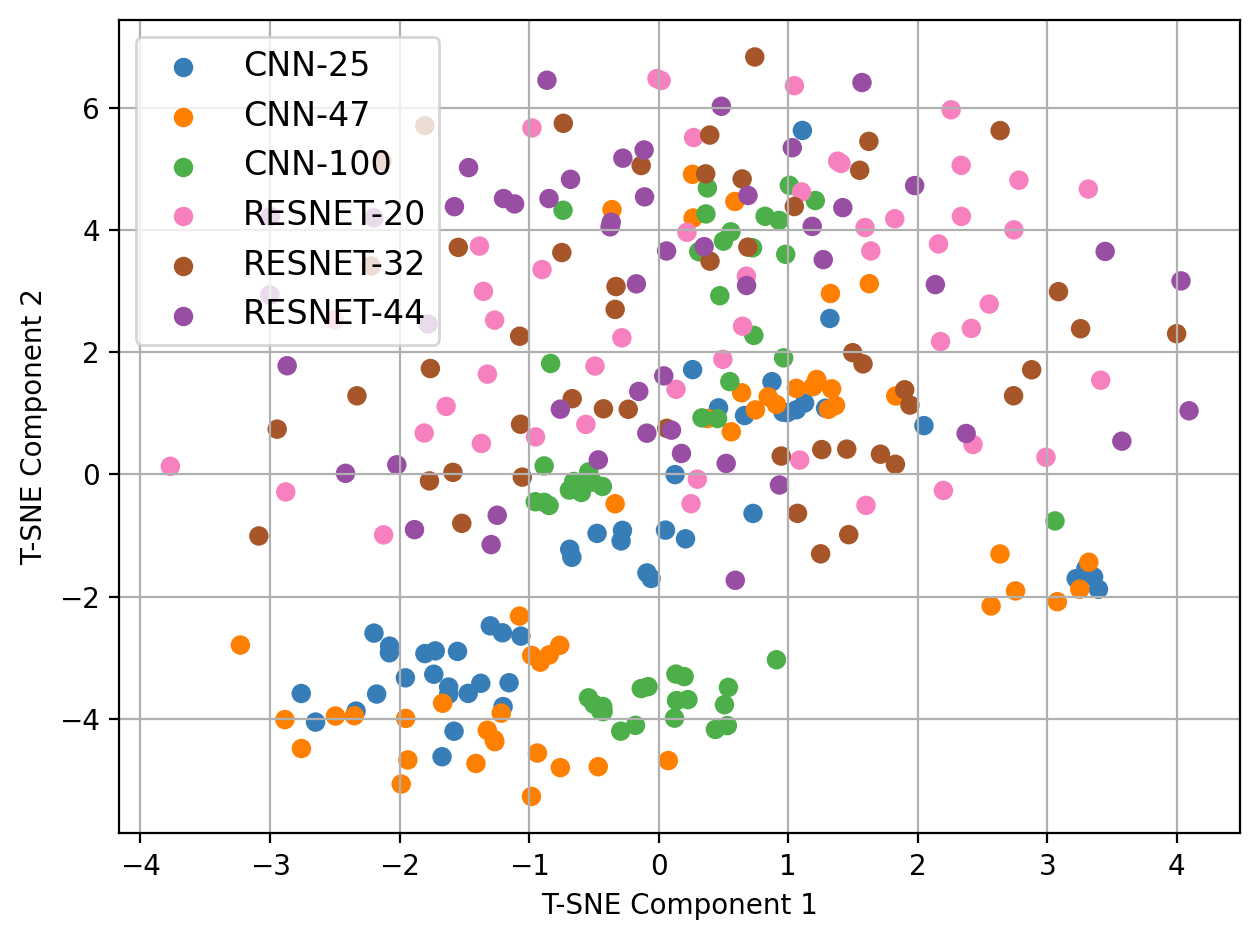 CNN-25
CNN-47
CNN-100
RESNET-20
RESNET-32
RESNET-44
6
4
2
0
−2
−4
T-SNE Component 2
−4 −3 −2 −1 0 1 2 3 4
T-SNE Component 1